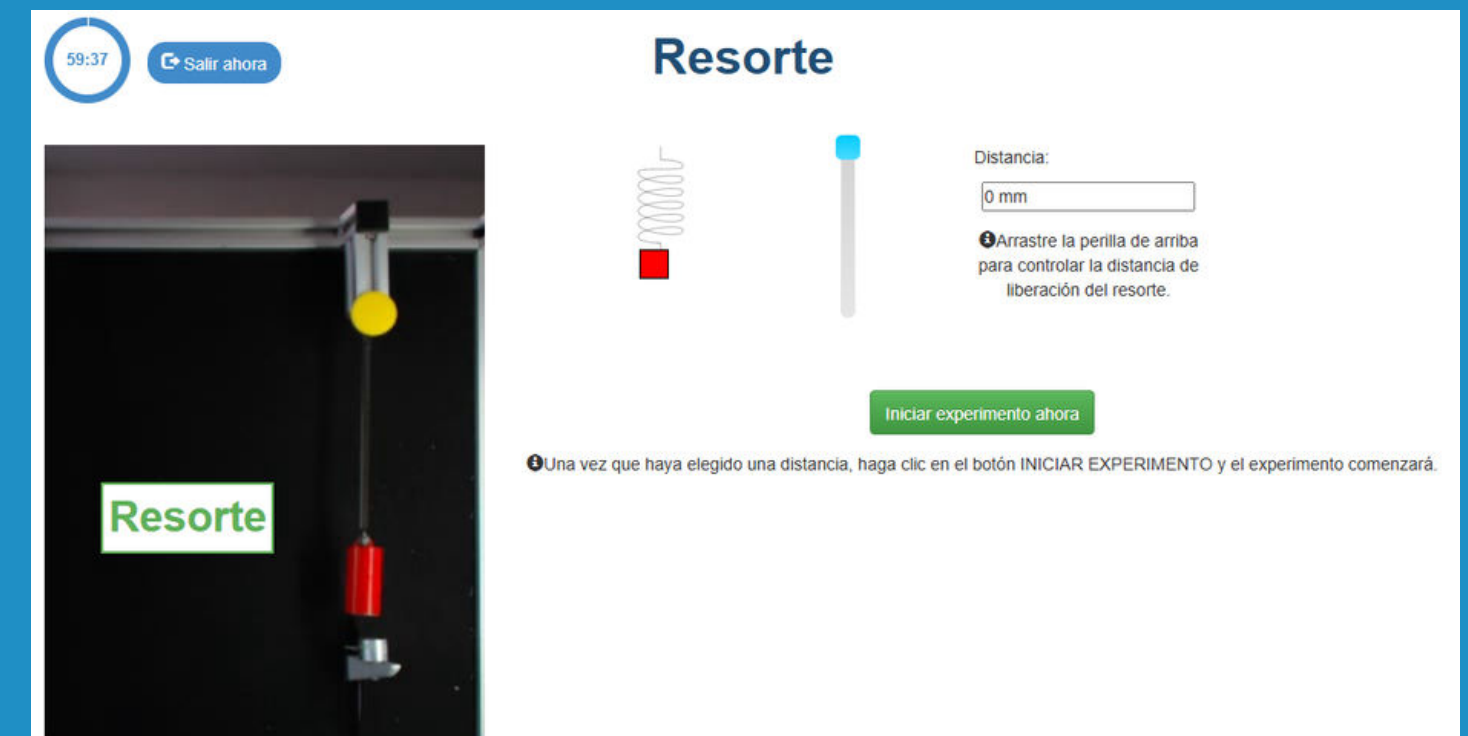 59:37
Salir ahora
Resorte
Distancia:
0 mm
Arrastre la perilla de arriba
para controlar la distancia de
liberación del resorte.
Iniciar experimento ahora
Una vez que haya elegido una distancia, haga clic en el botón INICIAR EXPERIMENTO y el experimento comenzará.
Resorte